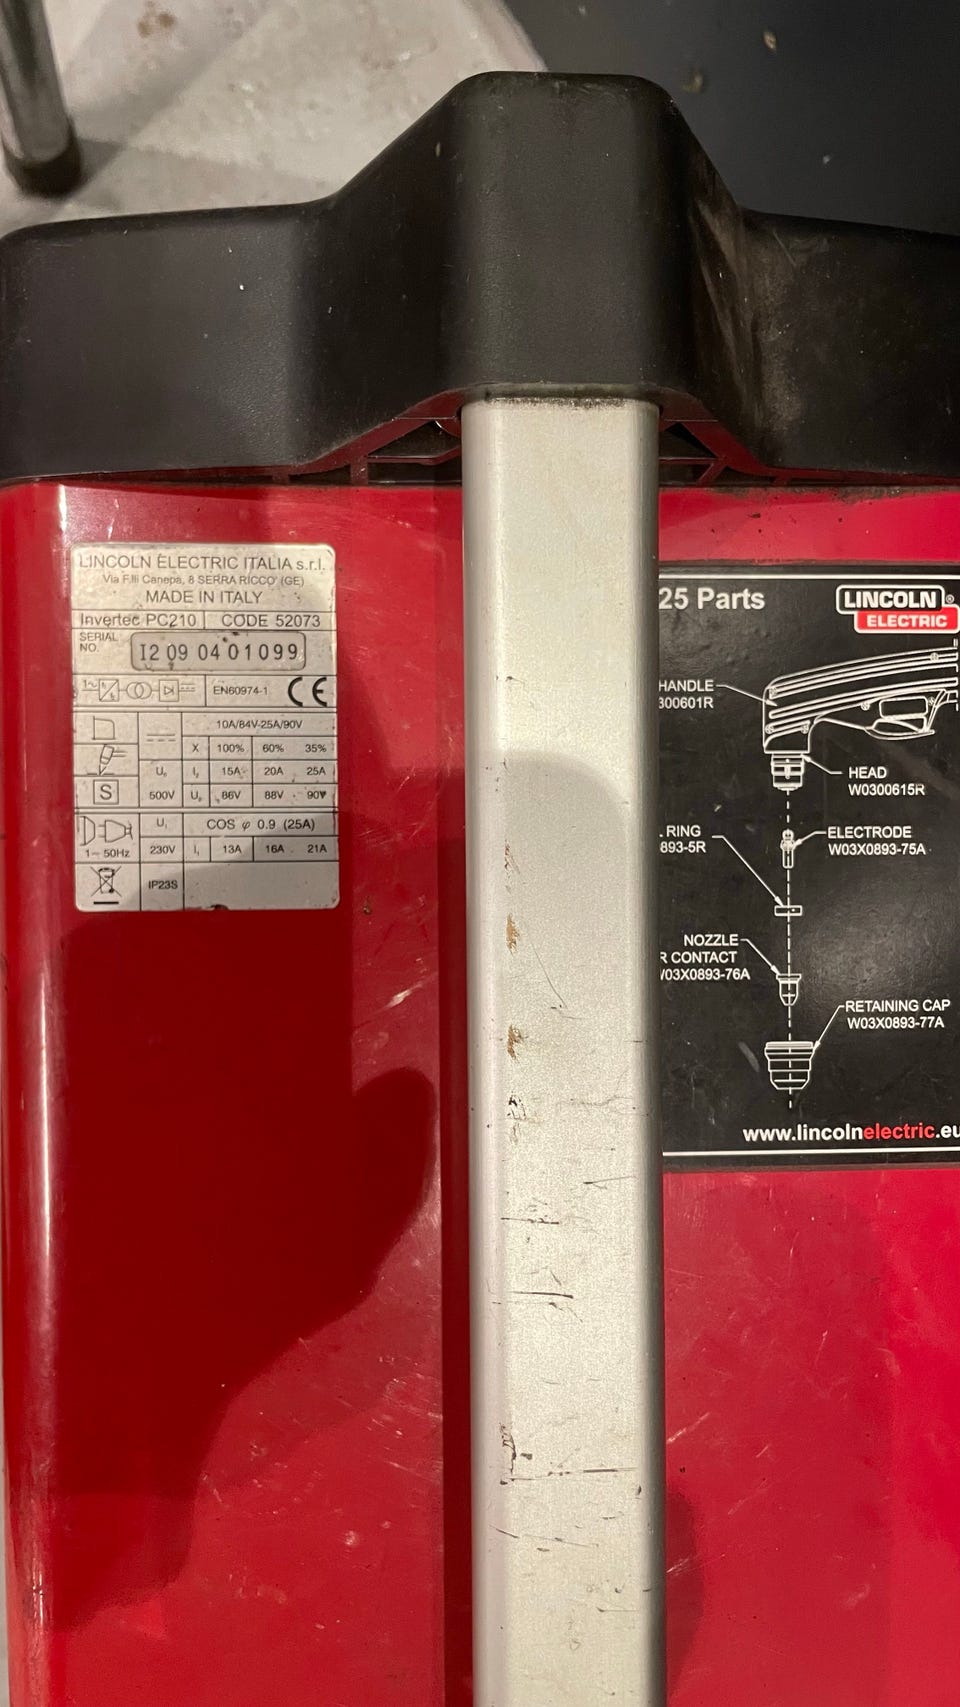 LINCOLN ELECTRIC ITALIA s.r.l.
Via F.lli Canepa, 8 SERRA RICCO' (GE)
MADE IN ITALY
Invertec PC210 CODE 52073
SERIAL
NO. I2 09 04 01099
EN60974-1 CE
10A/84V-25A/90V
X 100% 60% 35%
U₀ I₂ 15A 20A 25A
S 500V U₂ 86V 88V 90V
U₁ COS φ 0.9 (25A)
1~ 50Hz 230V I₁ 13A 16A 21A
IP23S
25 Parts
LINCOLN ®
ELECTRIC
HANDLE
300601R
HEAD
W0300615R
RING
893-5R
ELECTRODE
W03X0893-75A
NOZZLE
R CONTACT
W03X0893-76A
RETAINING CAP
W03X0893-77A
www.lincolnelectric.eu